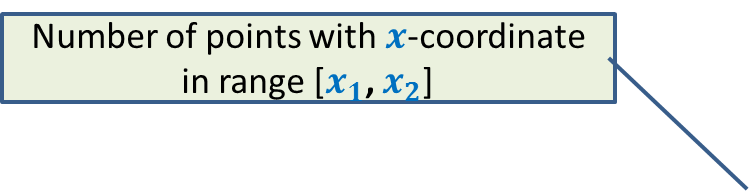 Number of points with x-coordinate
in range [x₁, x₂]